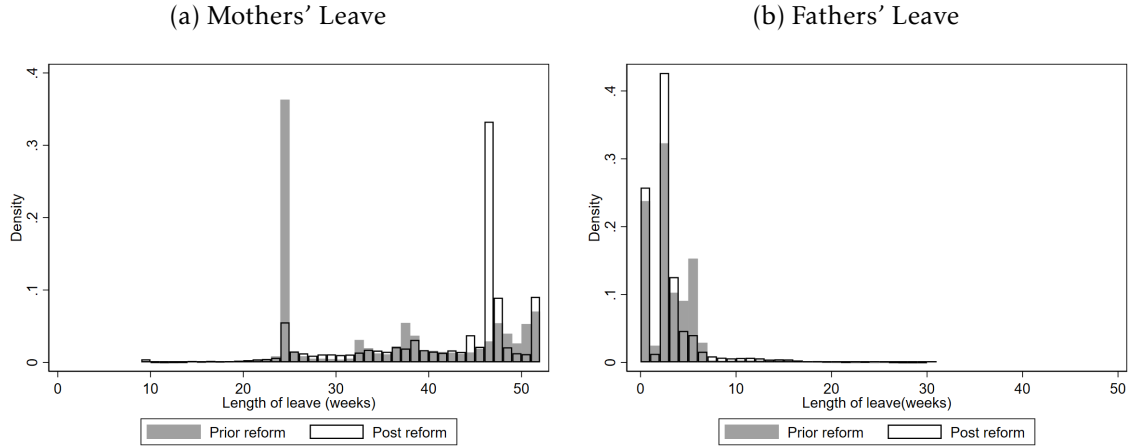 (a) Mothers' Leave
.4
.3
.2
.1
0
Density
0 10 20 30 40 50
Length of leave (weeks)
Prior reform Post reform
(b) Fathers' Leave
.4
.3
.2
.1
0
Density
0 10 20 30 40 50
Length of leave(weeks)
Prior reform Post reform